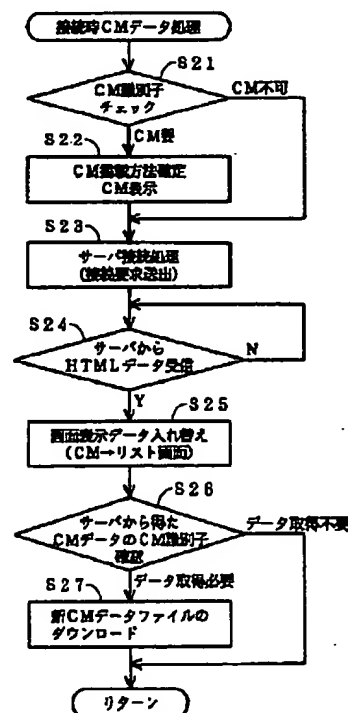 接続時CMデータ処理
S21
CM識別子
チェック
CM不可
CM要
S22
CM掲載方法確定
CM表示
S23
サーバ接続処理
(接続要求送出)
S24
サーバから
HTMLデータ受信
N
Y
S25
画面表示データ入れ替え
(CM→リスト画面)
S26
サーバから得た
CMデータのCM識別子
確認
データ取得不要
データ取得必要
S27
新CMデータファイルの
ダウンロード
リターン